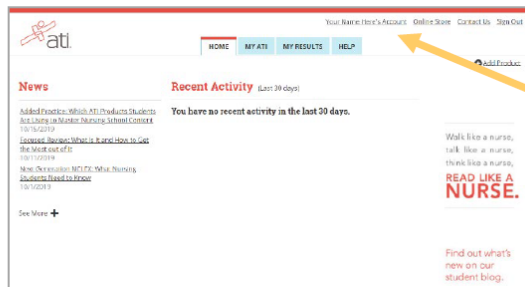 Your Name Here's Account Online Store Contact Us Sign Out
ati
HOME MY ATI MY RESULTS HELP
Add Product
News
Added Practice: Which ATI Products Students
Are Using to Master Nursing School Content
10/15/2019
Focused Review: What Is It and How to Get
the Most out of It
10/11/2019
Next Generation NCLEX: What Nursing
Students Need to Know
10/1/2019
See More
Recent Activity (Last 30 days)
You have no recent activity in the last 30 days.
Walk like a nurse,
talk like a nurse,
think like a nurse,
READ LIKE A
NURSE.
Find out what's
new on our
student blog.